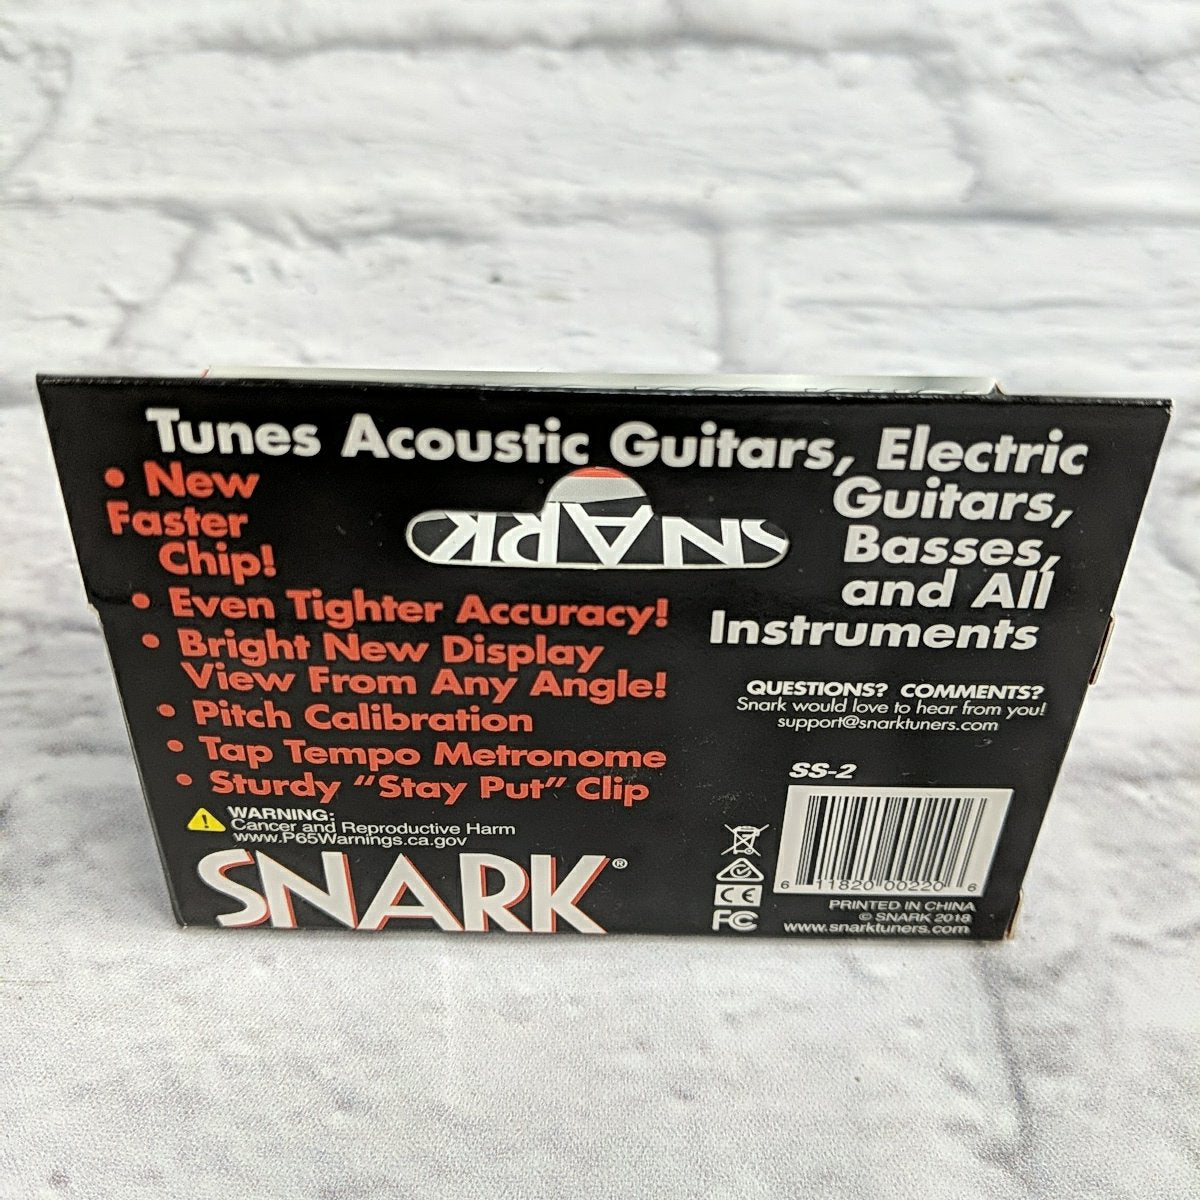 Tunes Acoustic Guitars, Electric
Guitars,
Basses,
and All
Instruments
SNARK
• New
Faster
Chip!
• Even Tighter Accuracy!
• Bright New Display
View From Any Angle!
• Pitch Calibration
• Tap Tempo Metronome
• Sturdy “Stay Put” Clip
WARNING:
Cancer and Reproductive Harm
www.P65Warnings.ca.gov
SNARK®
QUESTIONS? COMMENTS?
Snark would love to hear from you!
support@snarktuners.com
SS-2
6 11820 00220 6
CE
FC
PRINTED IN CHINA
© SNARK 2018
www.snarktuners.com